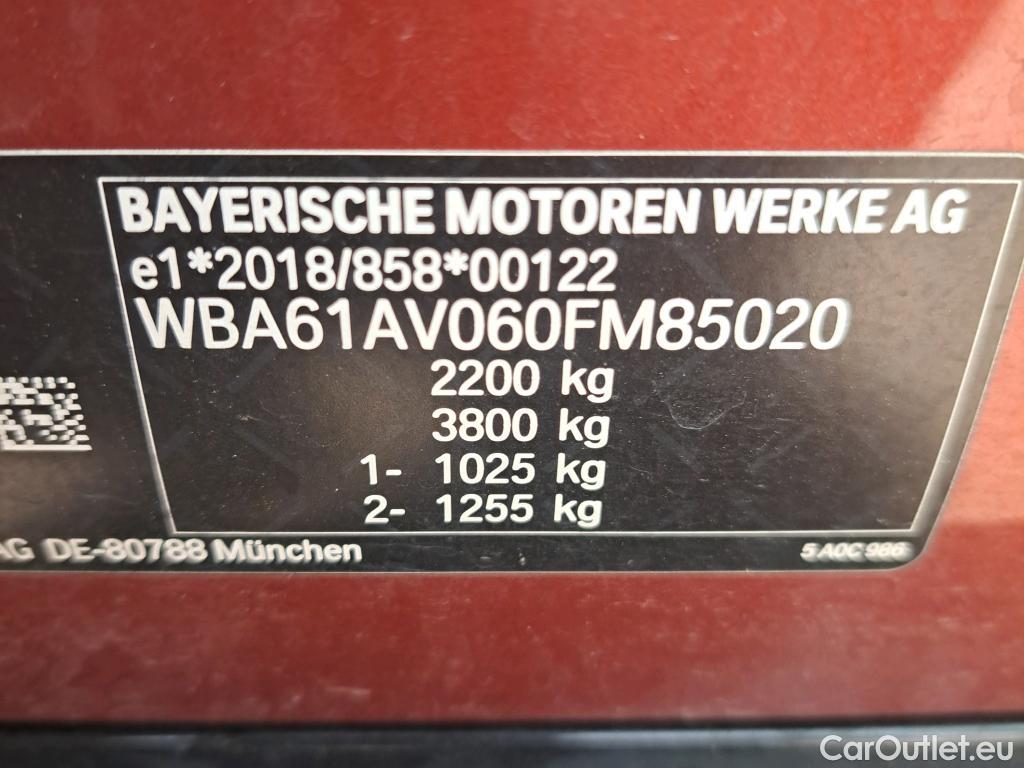 BAYERISCHE MOTOREN WERKE AG
e1*2018/858*00122
WBA61AV060FM85020
2200 kg
3800 kg
1- 1025 kg
2- 1255 kg
AG DE-80788 München
5 A0C 986
CarOutlet.eu